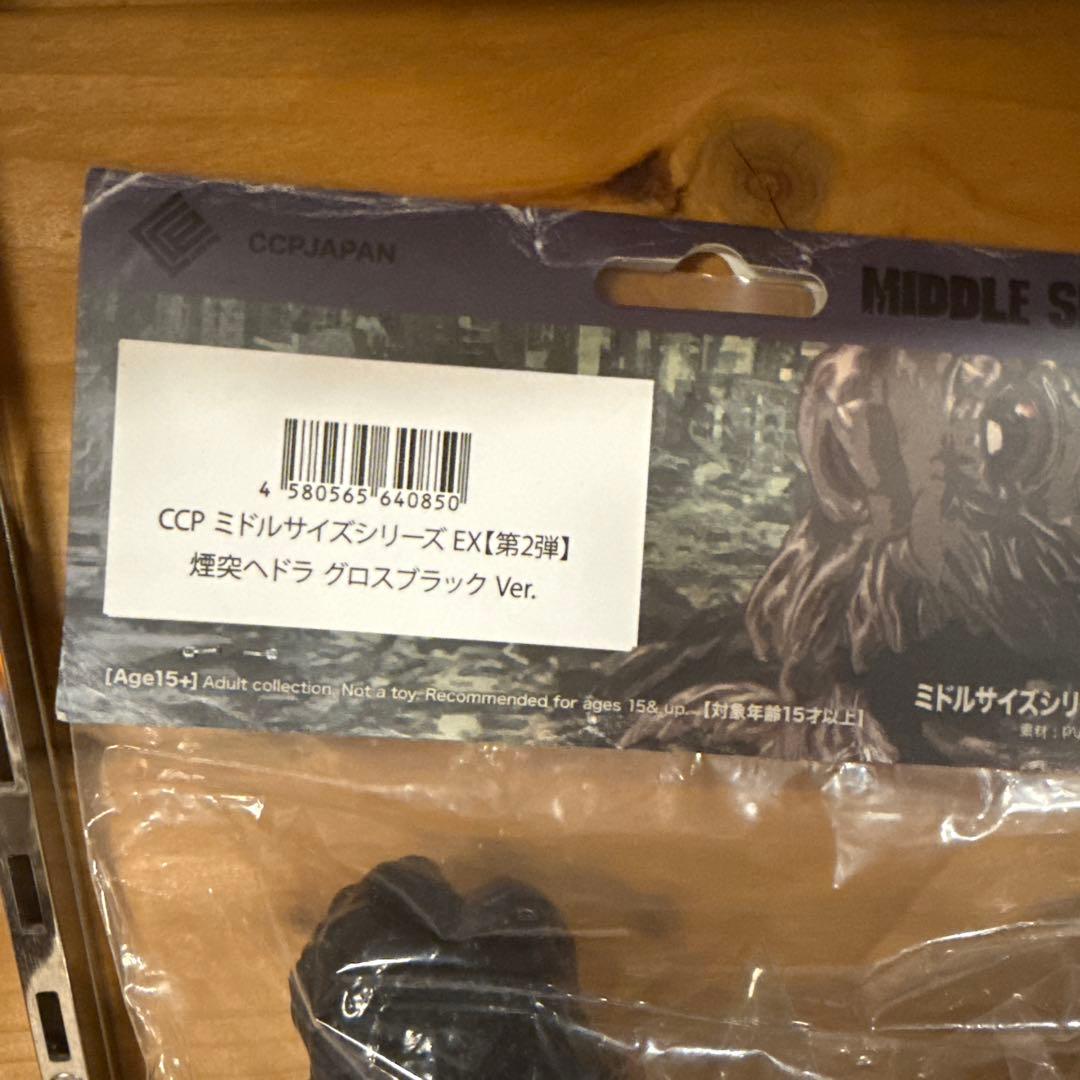 CCPJAPAN
MIDDLE S
4 580565 640850
CCP ミドルサイズシリーズ EX【第2弾】
煙突ヘドラ グロスブラック Ver.
[Age15+] Adult collection. Not a toy. Recommended for ages 15& up. 【対象年齢15才以上】
ミドルサイズシリ
素材：PV